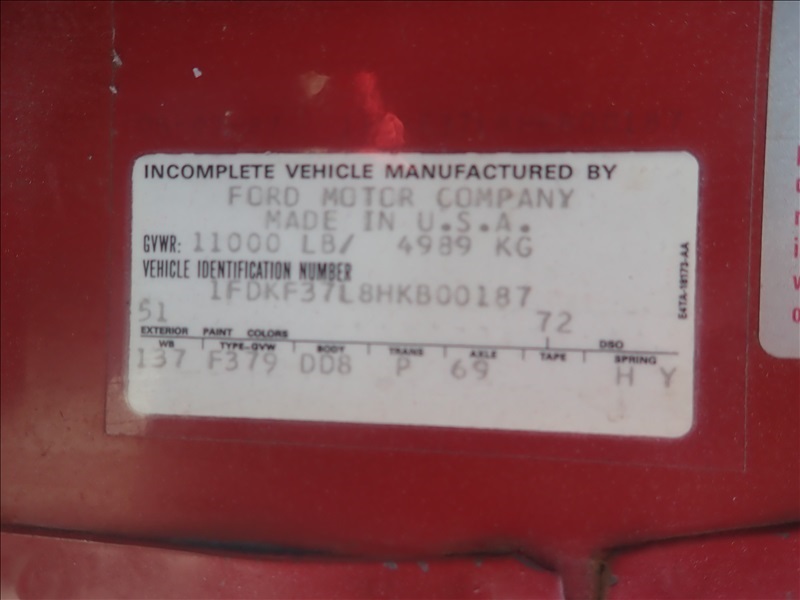 INCOMPLETE VEHICLE MANUFACTURED BY
FORD MOTOR COMPANY
MADE IN U.S.A.
GVWR: 11000 LB/ 4989 KG
VEHICLE IDENTIFICATION NUMBER
1FDKF37L8HKB00187
51 72
EXTERIOR PAINT COLORS DSO
WB TYPE-GVW BODY TRANS AXLE TAPE SPRING
137 F379 DD8 P 69 H Y
E4TA-18173-AA